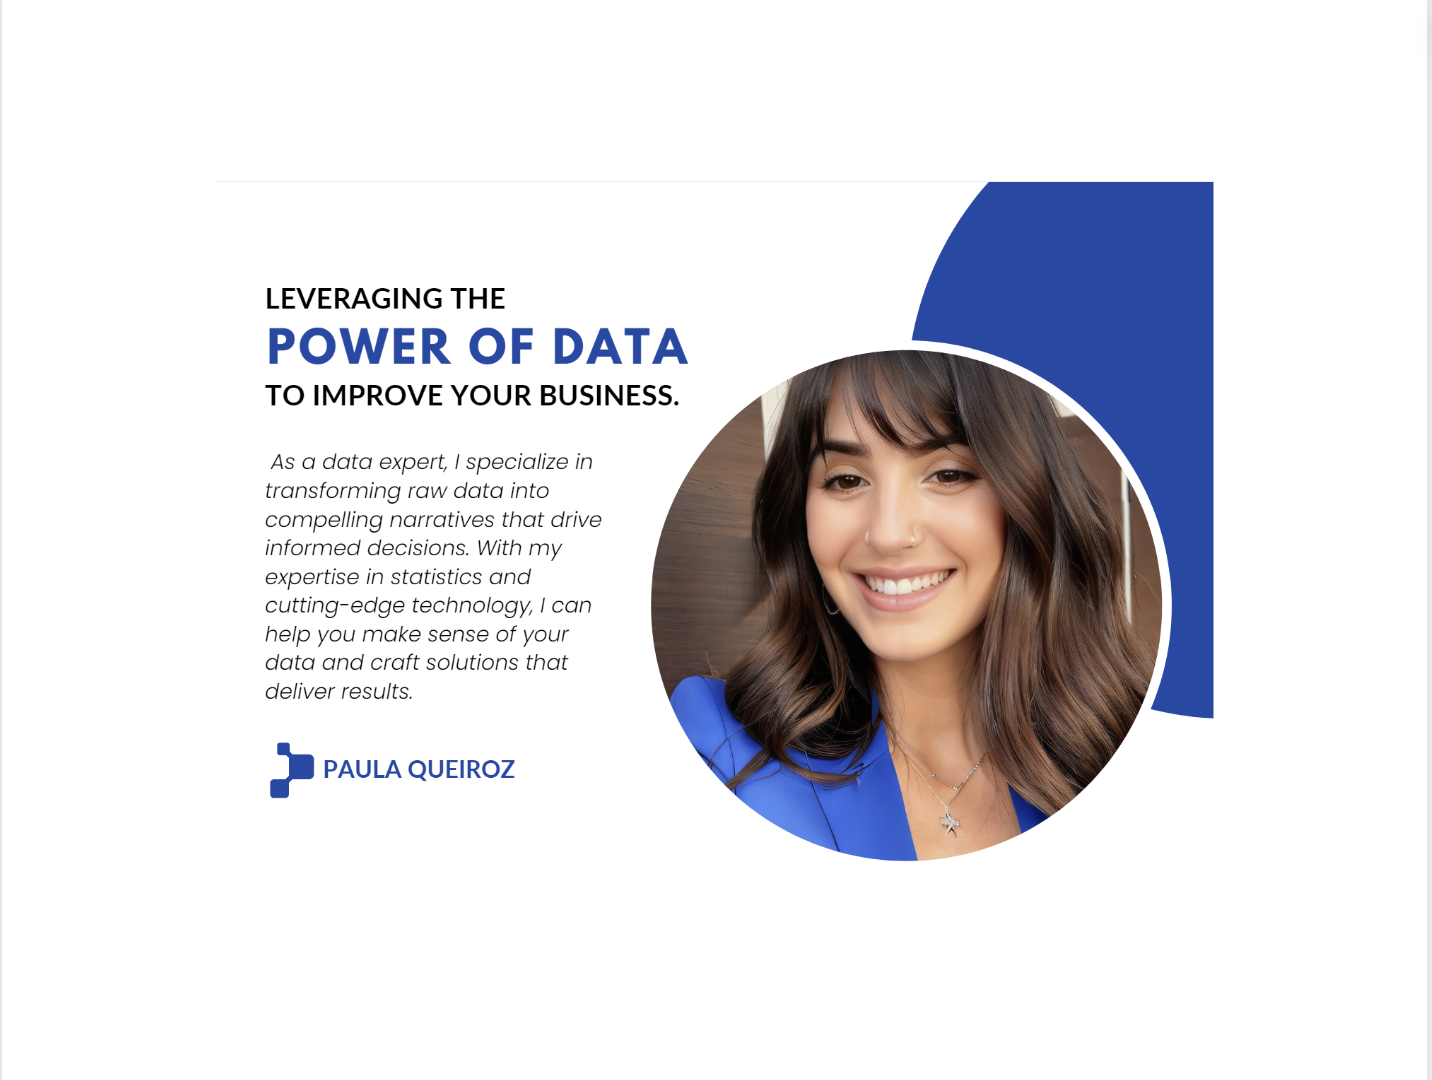 LEVERAGING THE
POWER OF DATA
TO IMPROVE YOUR BUSINESS.
As a data expert, I specialize in
transforming raw data into
compelling narratives that drive
informed decisions. With my
expertise in statistics and
cutting-edge technology, I can
help you make sense of your
data and craft solutions that
deliver results.
PAULA QUEIROZ